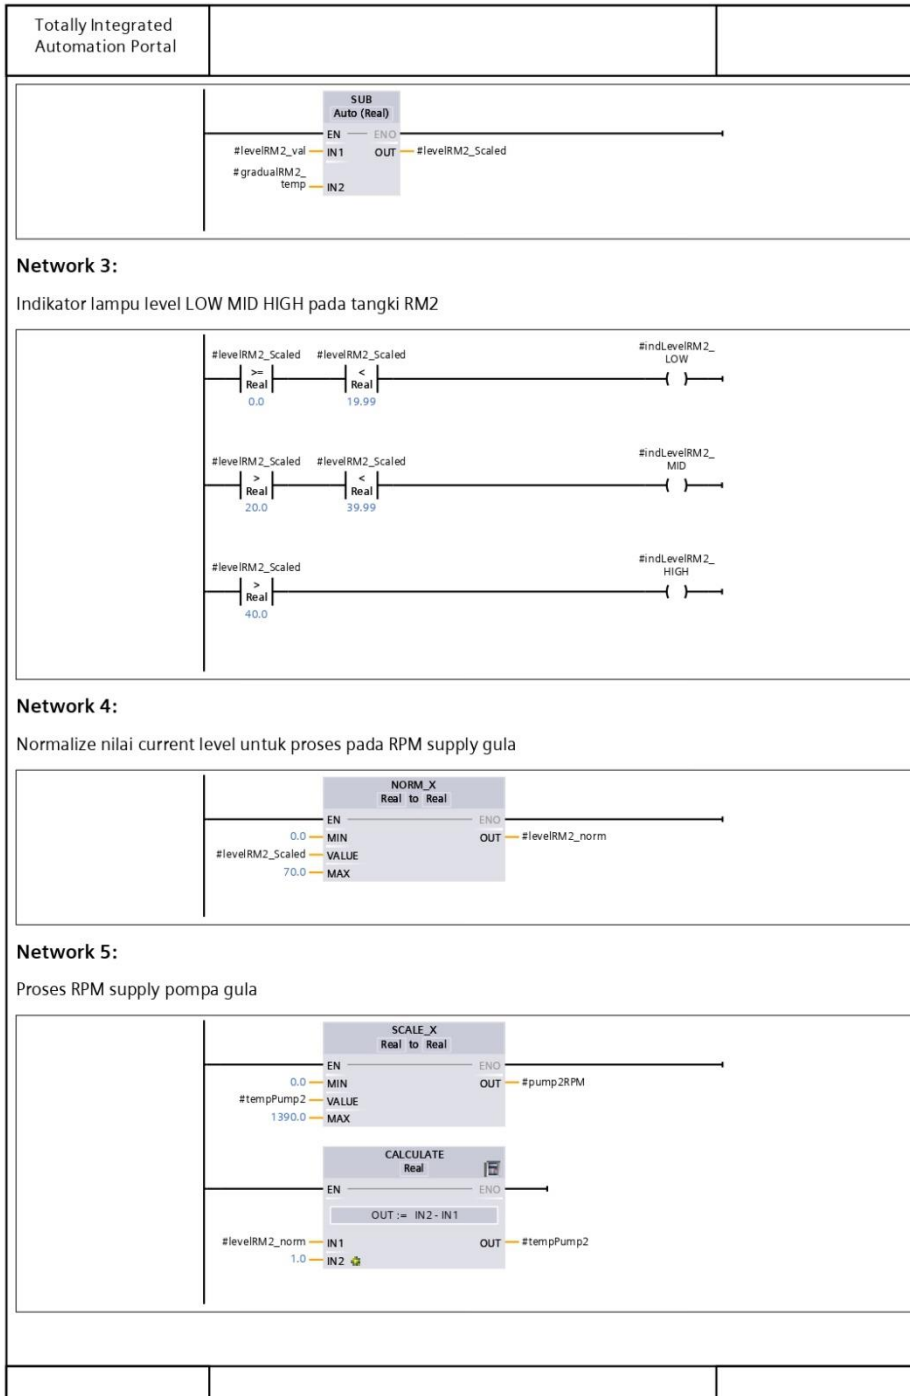 Totally Integrated
Automation Portal
SUB
Auto (Real)
EN ENO
#levelRM2_val IN1 OUT #levelRM2_Scaled
#gradualRM2_
temp IN2
Network 3:
Indikator lampu level LOW MID HIGH pada tangki RM2
#levelRM2_Scaled #levelRM2_Scaled #indLevelRM2_
LOW
>= <
Real Real
0.0 19.99
#levelRM2_Scaled #levelRM2_Scaled #indLevelRM2_
MID
> <
Real Real
20.0 39.99
#levelRM2_Scaled #indLevelRM2_
HIGH
>
Real
40.0
Network 4:
Normalize nilai current level untuk proses pada RPM supply gula
NORM_X
Real to Real
EN ENO
0.0 MIN OUT #levelRM2_norm
#levelRM2_Scaled VALUE
70.0 MAX
Network 5:
Proses RPM supply pompa gula
SCALE_X
Real to Real
EN ENO
0.0 MIN OUT #pump2RPM
#tempPump2 VALUE
1390.0 MAX
CALCULATE
Real
EN ENO
OUT := IN2 - IN1
#levelRM2_norm IN1 OUT #tempPump2
1.0 IN2